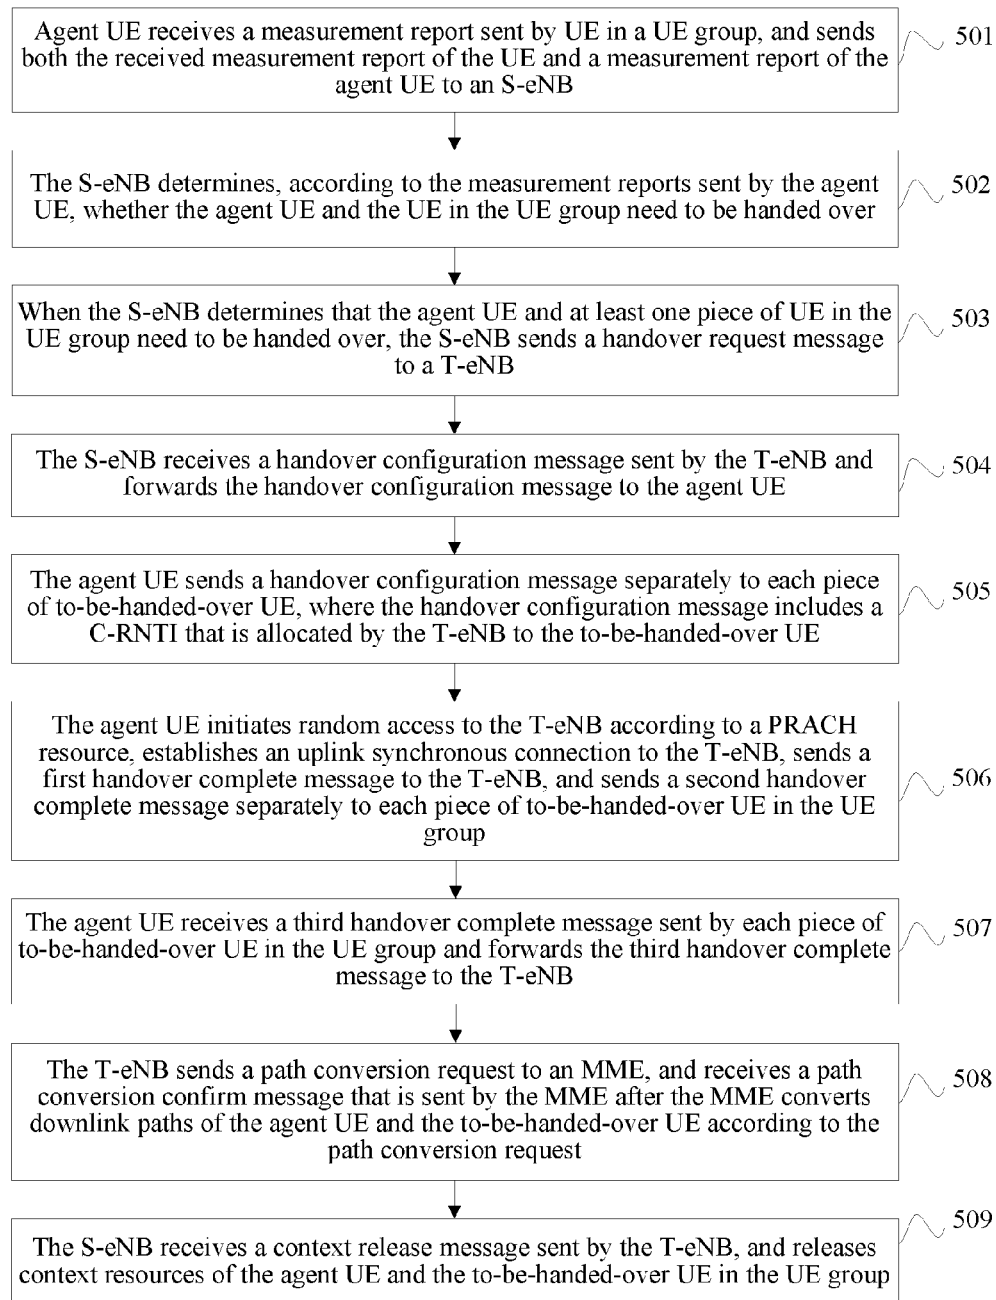 Agent UE receives a measurement report sent by UE in a UE group, and sends
both the received measurement report of the UE and a measurement report of the
agent UE to an S-eNB
501
The S-eNB determines, according to the measurement reports sent by the agent
UE, whether the agent UE and the UE in the UE group need to be handed over
502
When the S-eNB determines that the agent UE and at least one piece of UE in the
UE group need to be handed over, the S-eNB sends a handover request message
to a T-eNB
503
The S-eNB receives a handover configuration message sent by the T-eNB and
forwards the handover configuration message to the agent UE
504
The agent UE sends a handover configuration message separately to each piece
of to-be-handed-over UE, where the handover configuration message includes a
C-RNTI that is allocated by the T-eNB to the to-be-handed-over UE
505
The agent UE initiates random access to the T-eNB according to a PRACH
resource, establishes an uplink synchronous connection to the T-eNB, sends a
first handover complete message to the T-eNB, and sends a second handover
complete message separately to each piece of to-be-handed-over UE in the UE
group
506
The agent UE receives a third handover complete message sent by each piece of
to-be-handed-over UE in the UE group and forwards the third handover complete
message to the T-eNB
507
The T-eNB sends a path conversion request to an MME, and receives a path
conversion confirm message that is sent by the MME after the MME converts
downlink paths of the agent UE and the to-be-handed-over UE according to the
path conversion request
508
The S-eNB receives a context release message sent by the T-eNB, and releases
context resources of the agent UE and the to-be-handed-over UE in the UE group
509